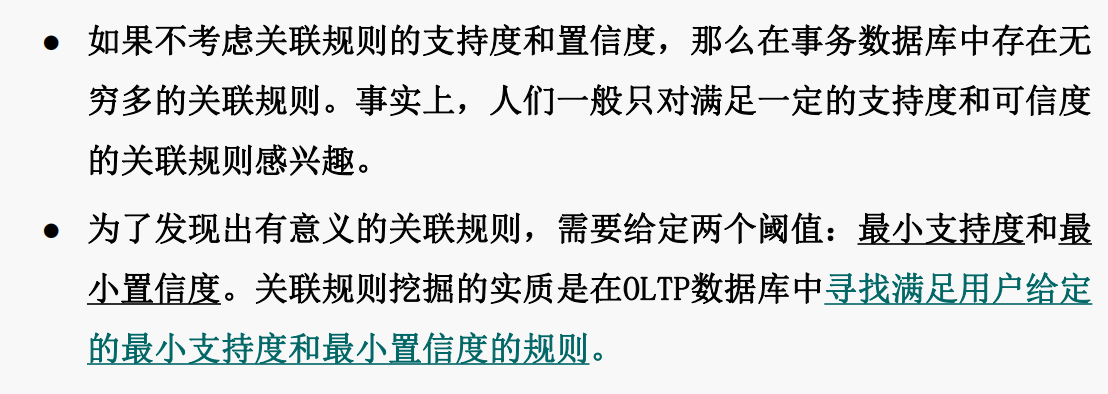 ● 如果不考虑关联规则的支持度和置信度，那么在事务数据库中存在无
穷多的关联规则。事实上，人们一般只对满足一定的支持度和可信度
的关联规则感兴趣。
● 为了发现出有意义的关联规则，需要给定两个阈值：最小支持度和最
小置信度。关联规则挖掘的实质是在OLTP数据库中寻找满足用户给定
的最小支持度和最小置信度的规则。